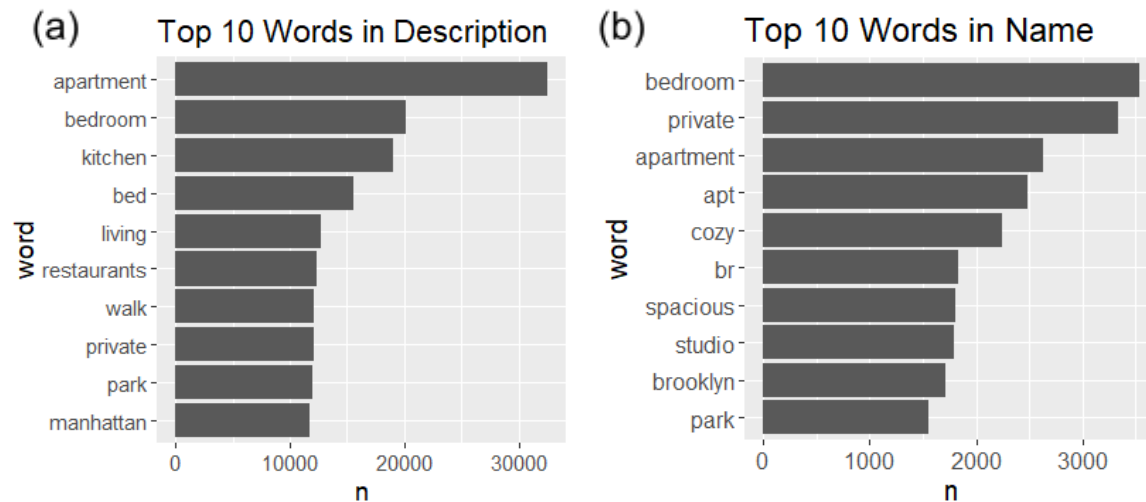 (a)
Top 10 Words in Description
word
apartment
bedroom
kitchen
bed
living
restaurants
walk
private
park
manhattan
0 10000 20000 30000
n
(b)
Top 10 Words in Name
word
bedroom
private
apartment
apt
cozy
br
spacious
studio
brooklyn
park
0 1000 2000 3000
n